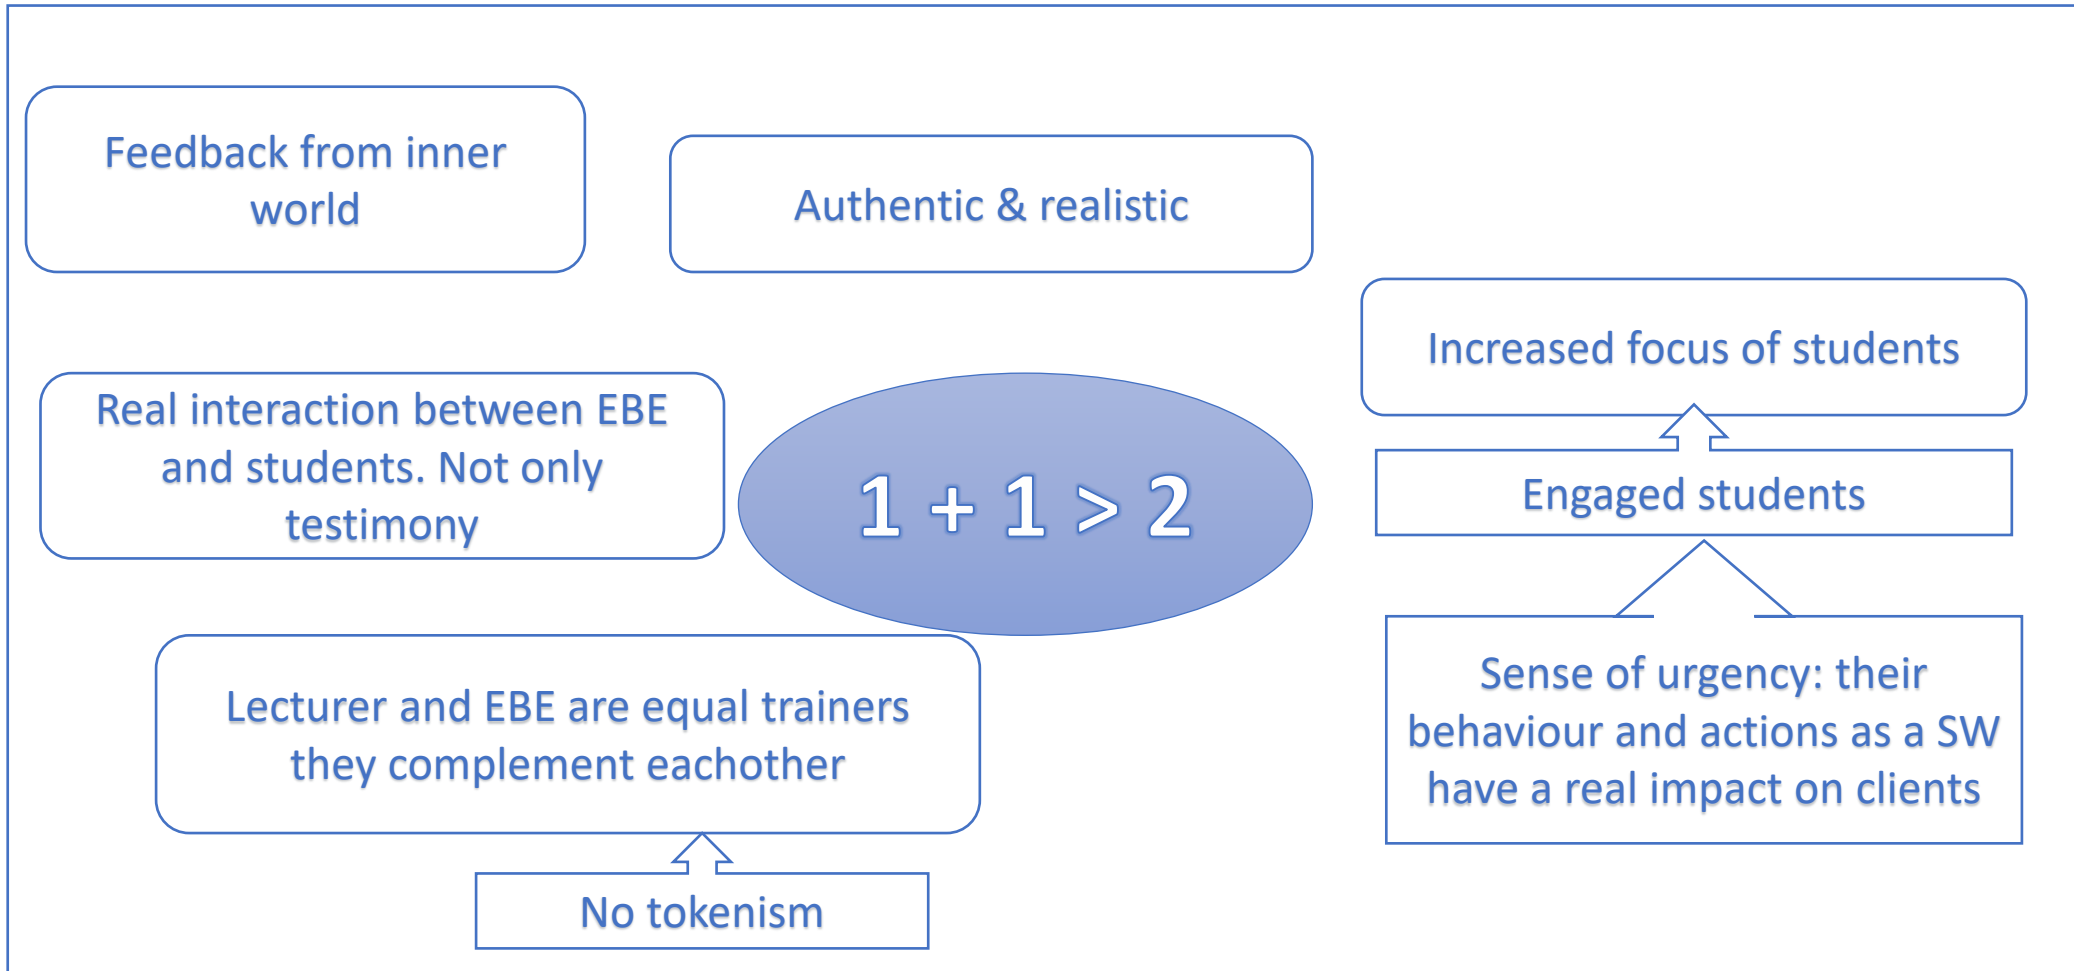 Feedback from inner
world
Authentic & realistic
Increased focus of students
Real interaction between EBE
and students. Not only
testimony
1 + 1 > 2
Engaged students
Lecturer and EBE are equal trainers
they complement eachother
Sense of urgency: their
behaviour and actions as a SW
have a real impact on clients
No tokenism